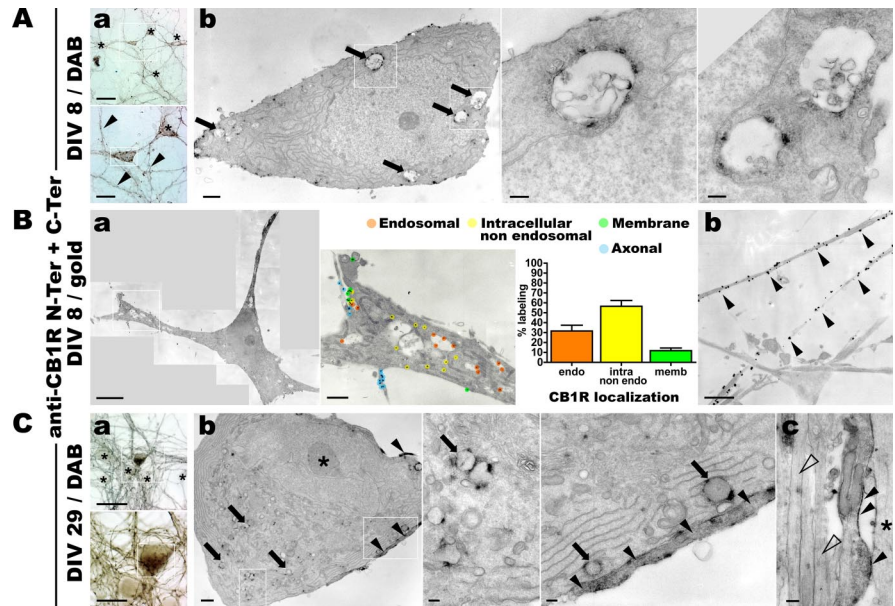 anti-CB1R N-Ter + C-Ter
A
DIV 8 / DAB
a
b
*
*
*
*
B
DIV 8 / gold
a
Endosomal
Intracellular
non endosomal
Membrane
Axonal
% labeling
100
90
80
70
60
50
40
30
20
10
0
endo
intra
non endo
memb
CB1R localization
b
C
DIV 29 / DAB
a
*
*
*
*
*
b
*
c
*